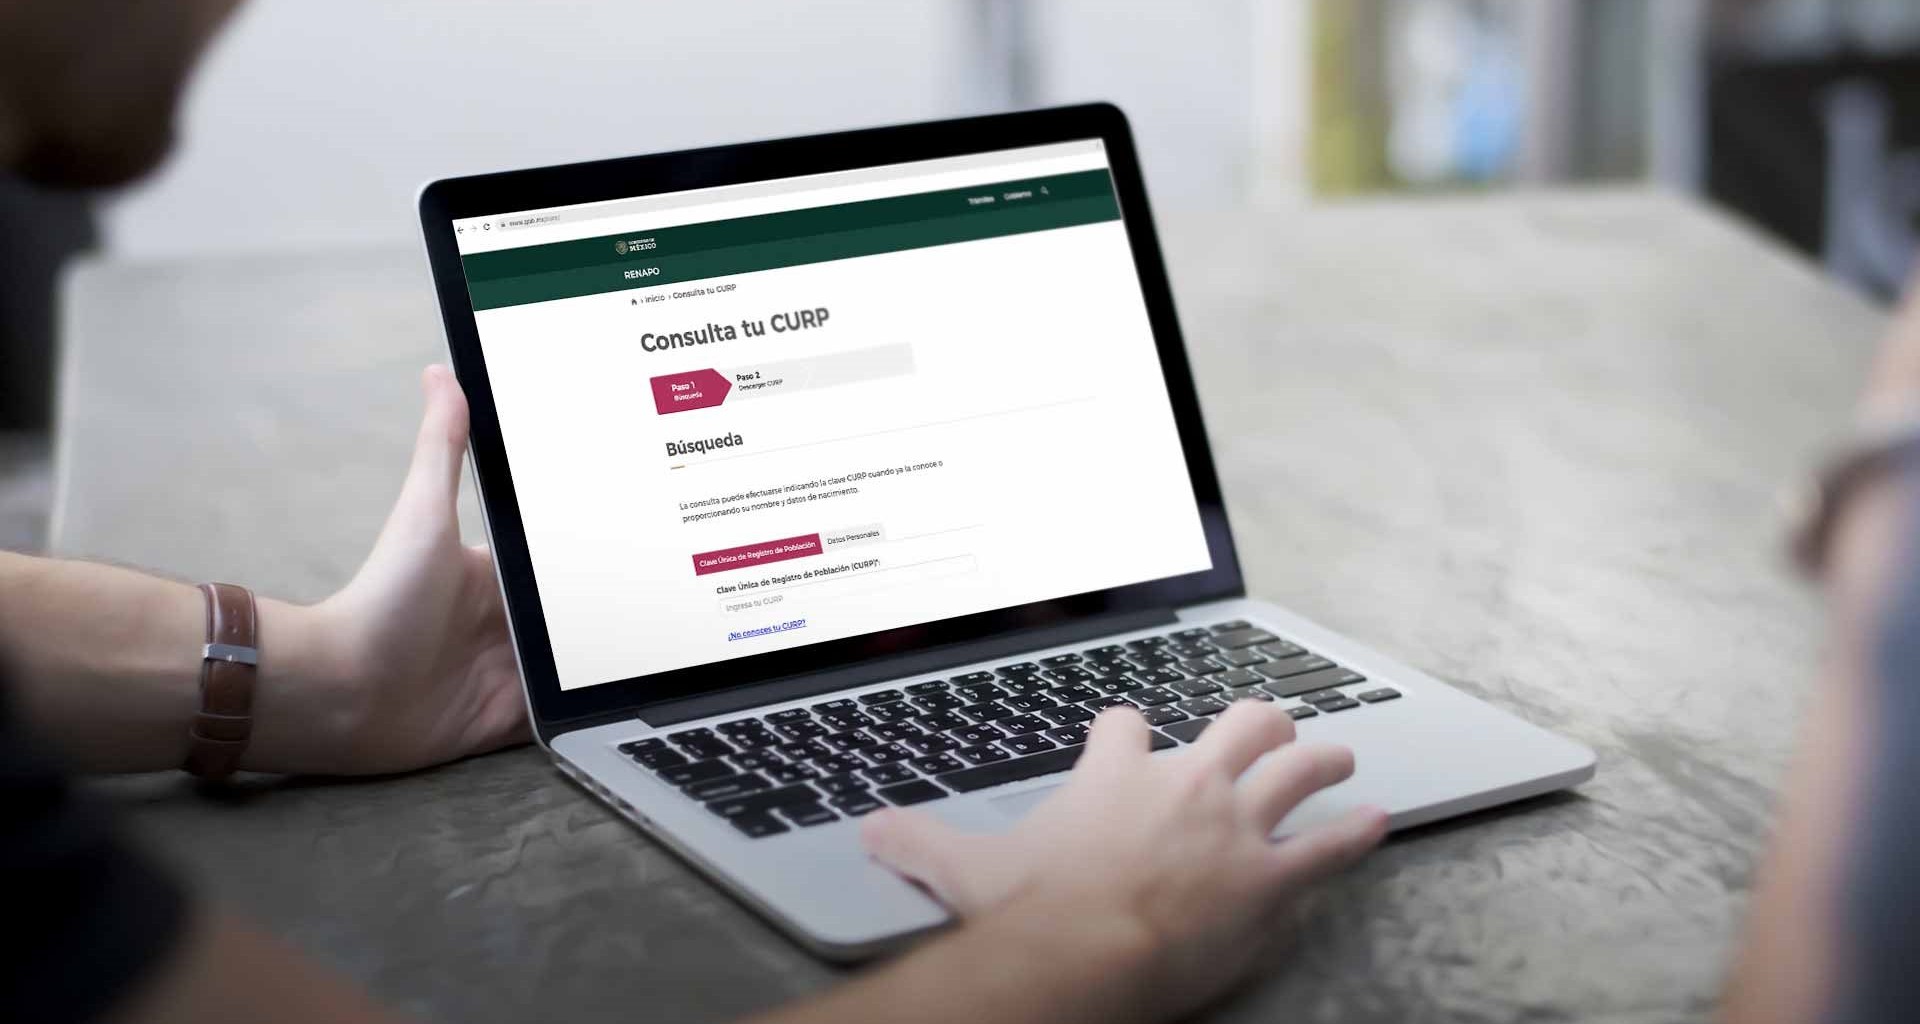 www.gob.mx/curp/
Trámites Gobierno
GOBIERNO DE
MÉXICO
RENAPO
Inicio › Consulta tu CURP
Consulta tu CURP
Paso 1
Búsqueda
Paso 2
Descargar CURP
Búsqueda
La consulta puede efectuarse indicando la clave CURP cuando ya la conoce o
proporcionando su nombre y datos de nacimiento.
Clave Única de Registro de Población
Datos Personales
Clave Única de Registro de Población (CURP)*:
Ingresa tu CURP
¿No conoces tu CURP?